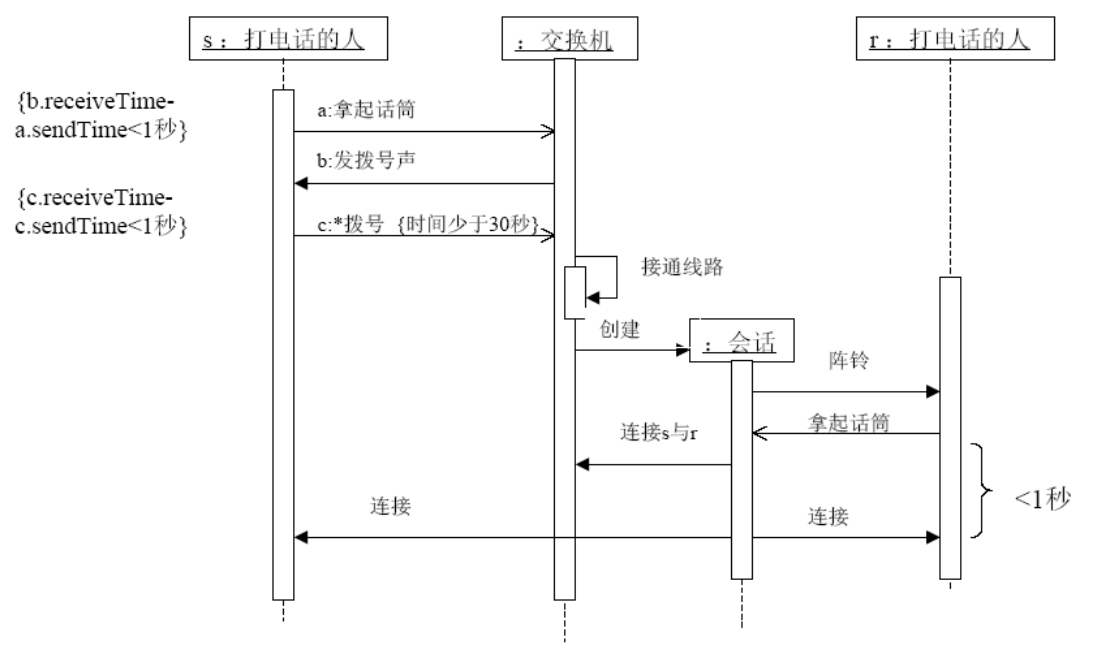 s：打电话的人
：交换机
r：打电话的人
{b.receiveTime-
a.sendTime<1秒}
a:拿起话筒
b:发拨号声
{c.receiveTime-
c.sendTime<1秒}
c:*拨号 {时间少于30秒}
接通线路
创建
：会话
阵铃
拿起话筒
连接s与r
<1秒
连接
连接